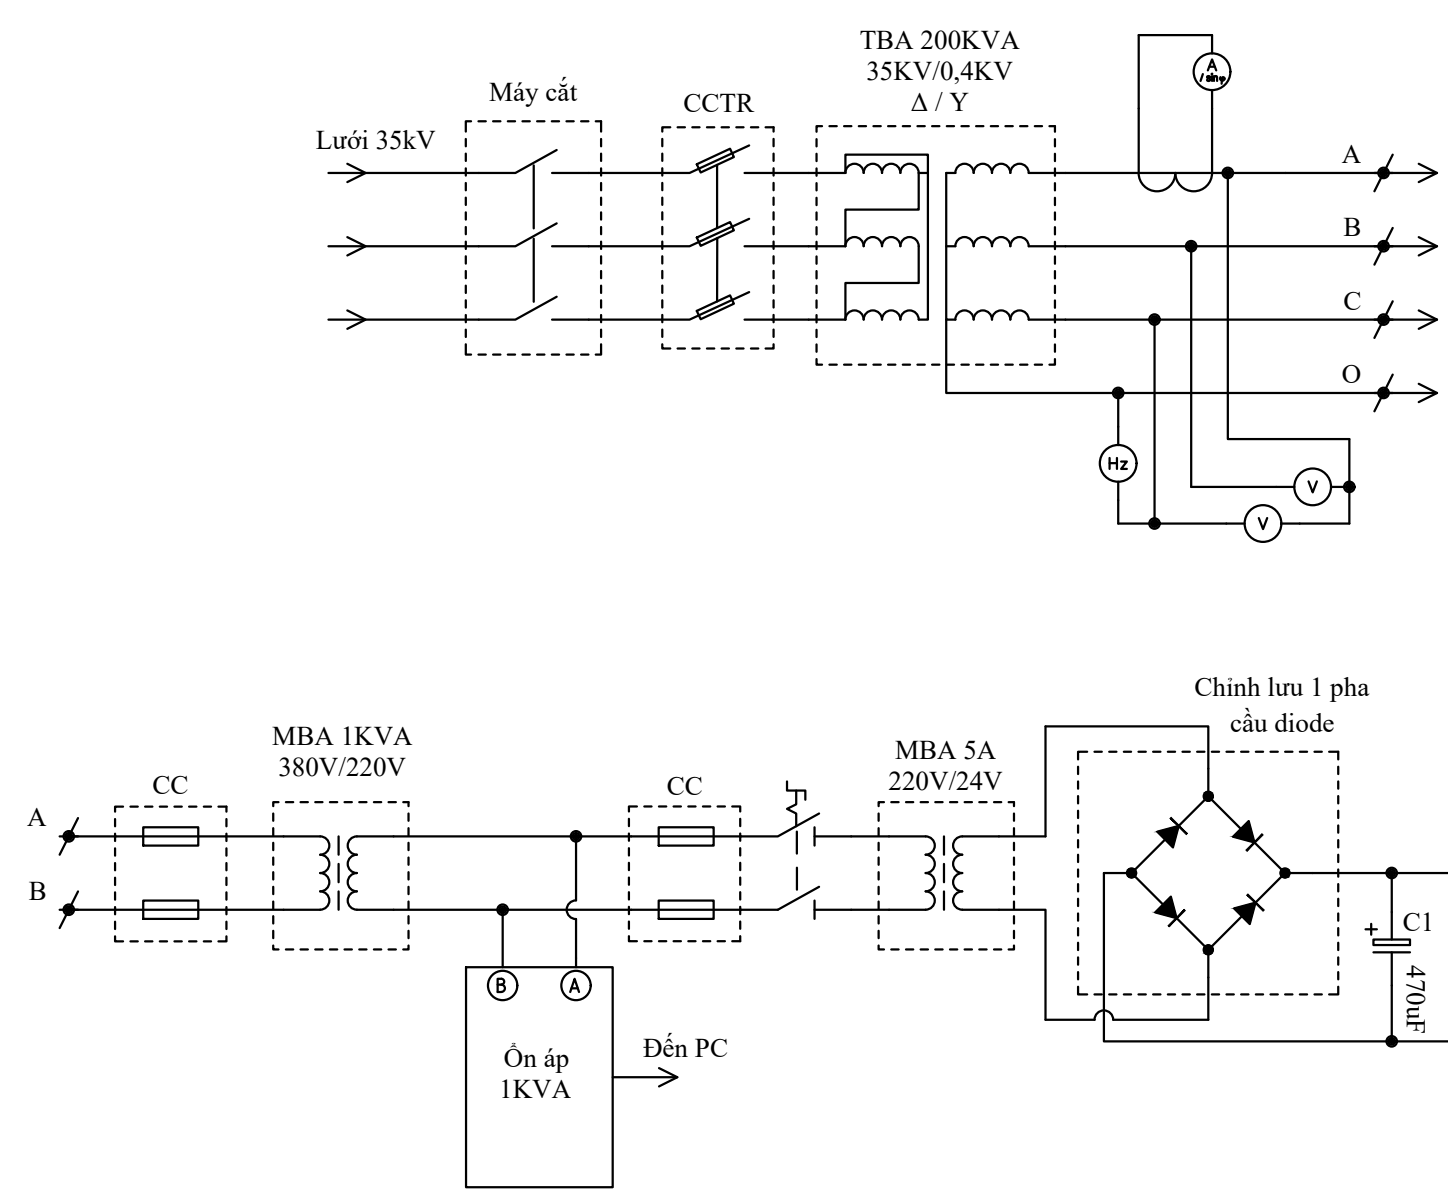 TBA 200KVA
35KV/0,4KV
Δ / Y
A
/ sinφ
Máy cắt
CCTR
Lưới 35kV
A
B
C
O
Hz
V
V
Chỉnh lưu 1 pha
cầu diode
MBA 1KVA
380V/220V
MBA 5A
220V/24V
CC
CC
A
B
C1
+
470uF
B
A
Ổn áp
1KVA
Đến PC